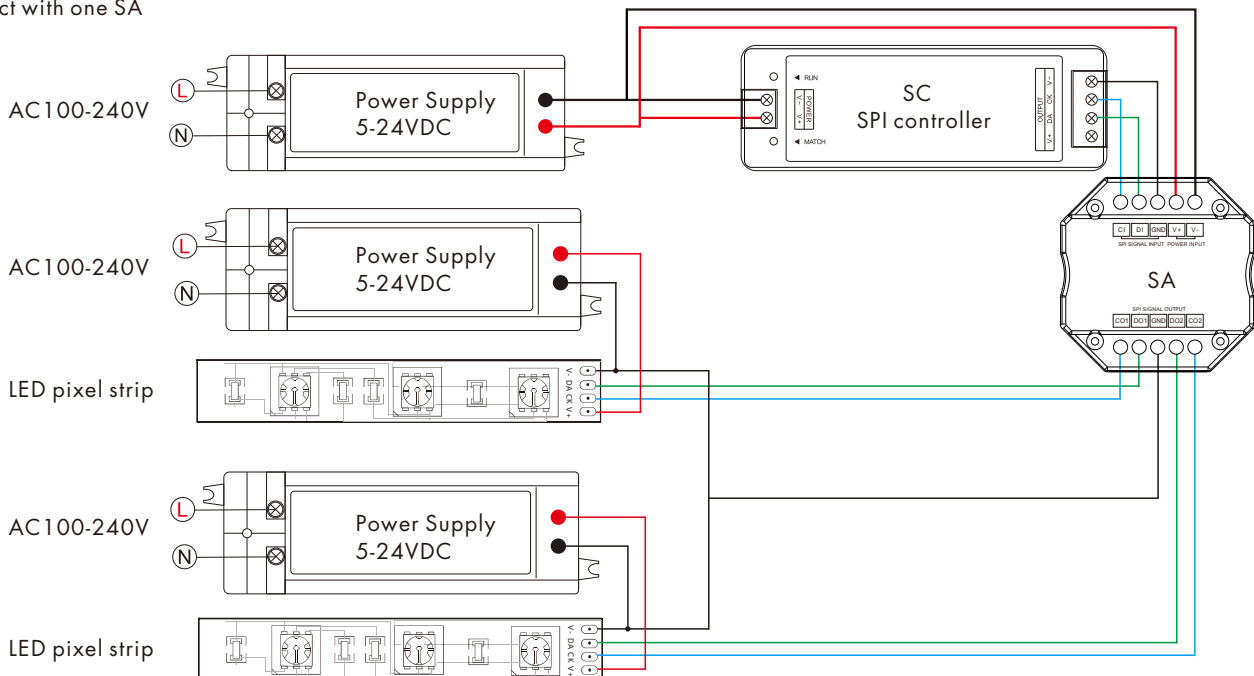 ct with one SA
AC100-240V
L
N
Power Supply
5-24VDC
◄ RUN
POWER
V- V+
◄ MATCH
SC
SPI controller
OUTPUT
V+ DA CK V-
CI DI GND V+ V-
SPI SIGNAL INPUT POWER INPUT
SA
SPI SIGNAL OUTPUT
CO1 DO1 GND DO2 CO2
AC100-240V
L
N
Power Supply
5-24VDC
LED pixel strip
V- DA CK V+
AC100-240V
L
N
Power Supply
5-24VDC
LED pixel strip
V- DA CK V+